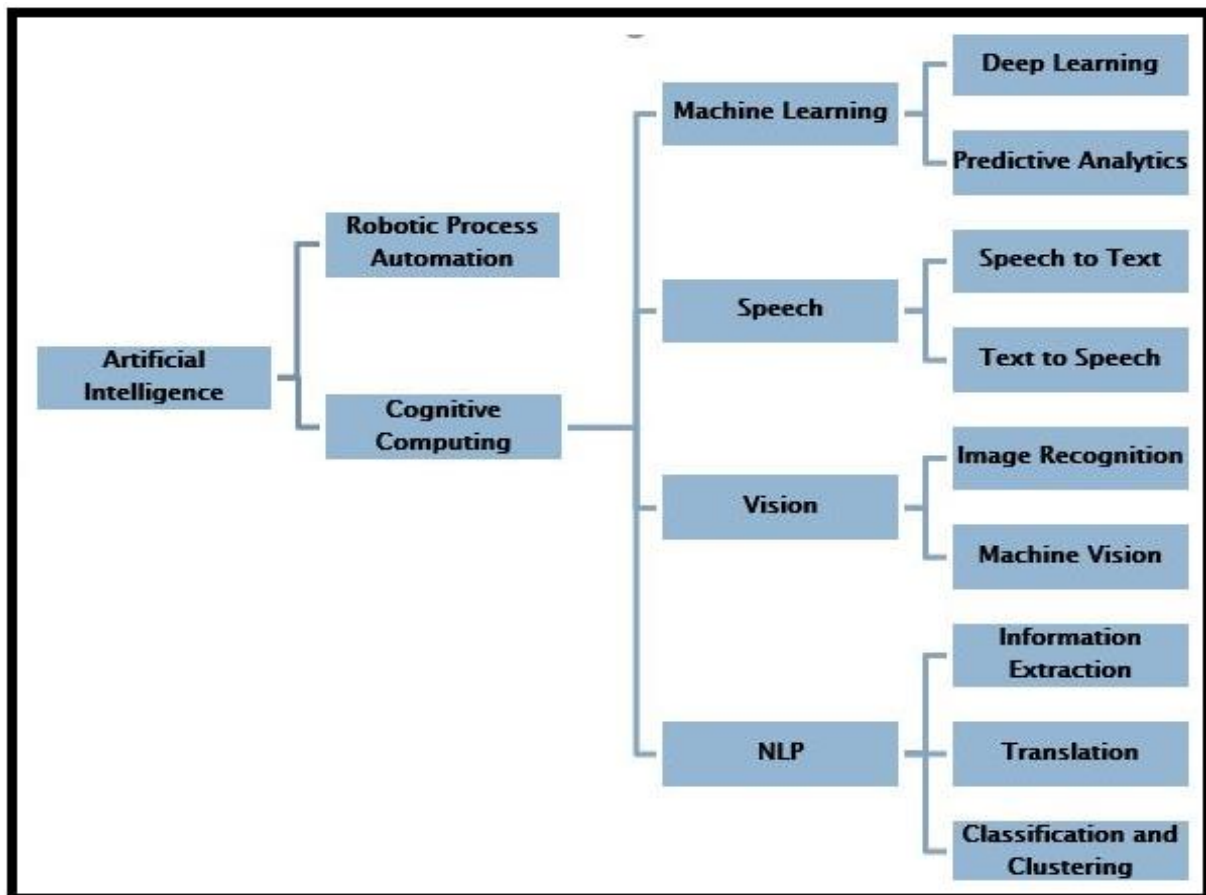 Artificial
Intelligence
Robotic Process
Automation
Cognitive
Computing
Machine Learning
Deep Learning
Predictive Analytics
Speech
Speech to Text
Text to Speech
Vision
Image Recognition
Machine Vision
NLP
Information
Extraction
Translation
Classification and
Clustering